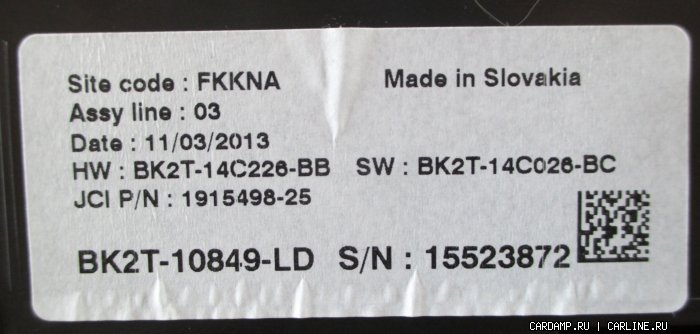 Site code : FKKNA Made in Slovakia
Assy line : 03
Date : 11/03/2013
HW : BK2T-14C226-BB SW : BK2T-14C026-BC
JCI P/N : 1915498-25
BK2T-10849-LD S/N : 15523872
CARDAMP.RU | CARLINE.RU